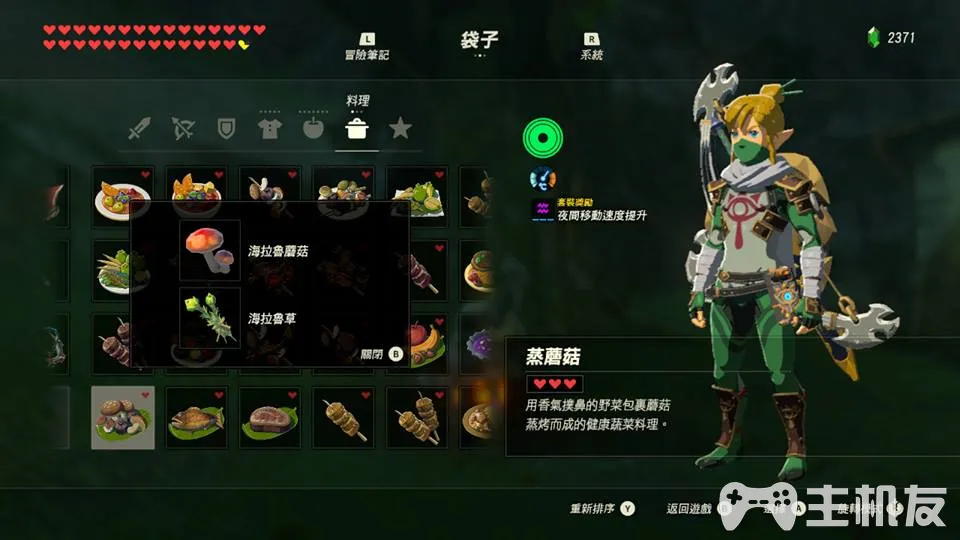 L
袋子
R
2371
冒險筆記
系統
料理
套裝獎勵
夜間移動速度提升
海拉魯蘑菇
海拉魯草
關閉 B
蒸蘑菇
用香氣撲鼻的野菜包裹蘑菇
蒸烤而成的健康蔬菜料理。
重新排序 Y
返回遊戲
選擇 A
主机友